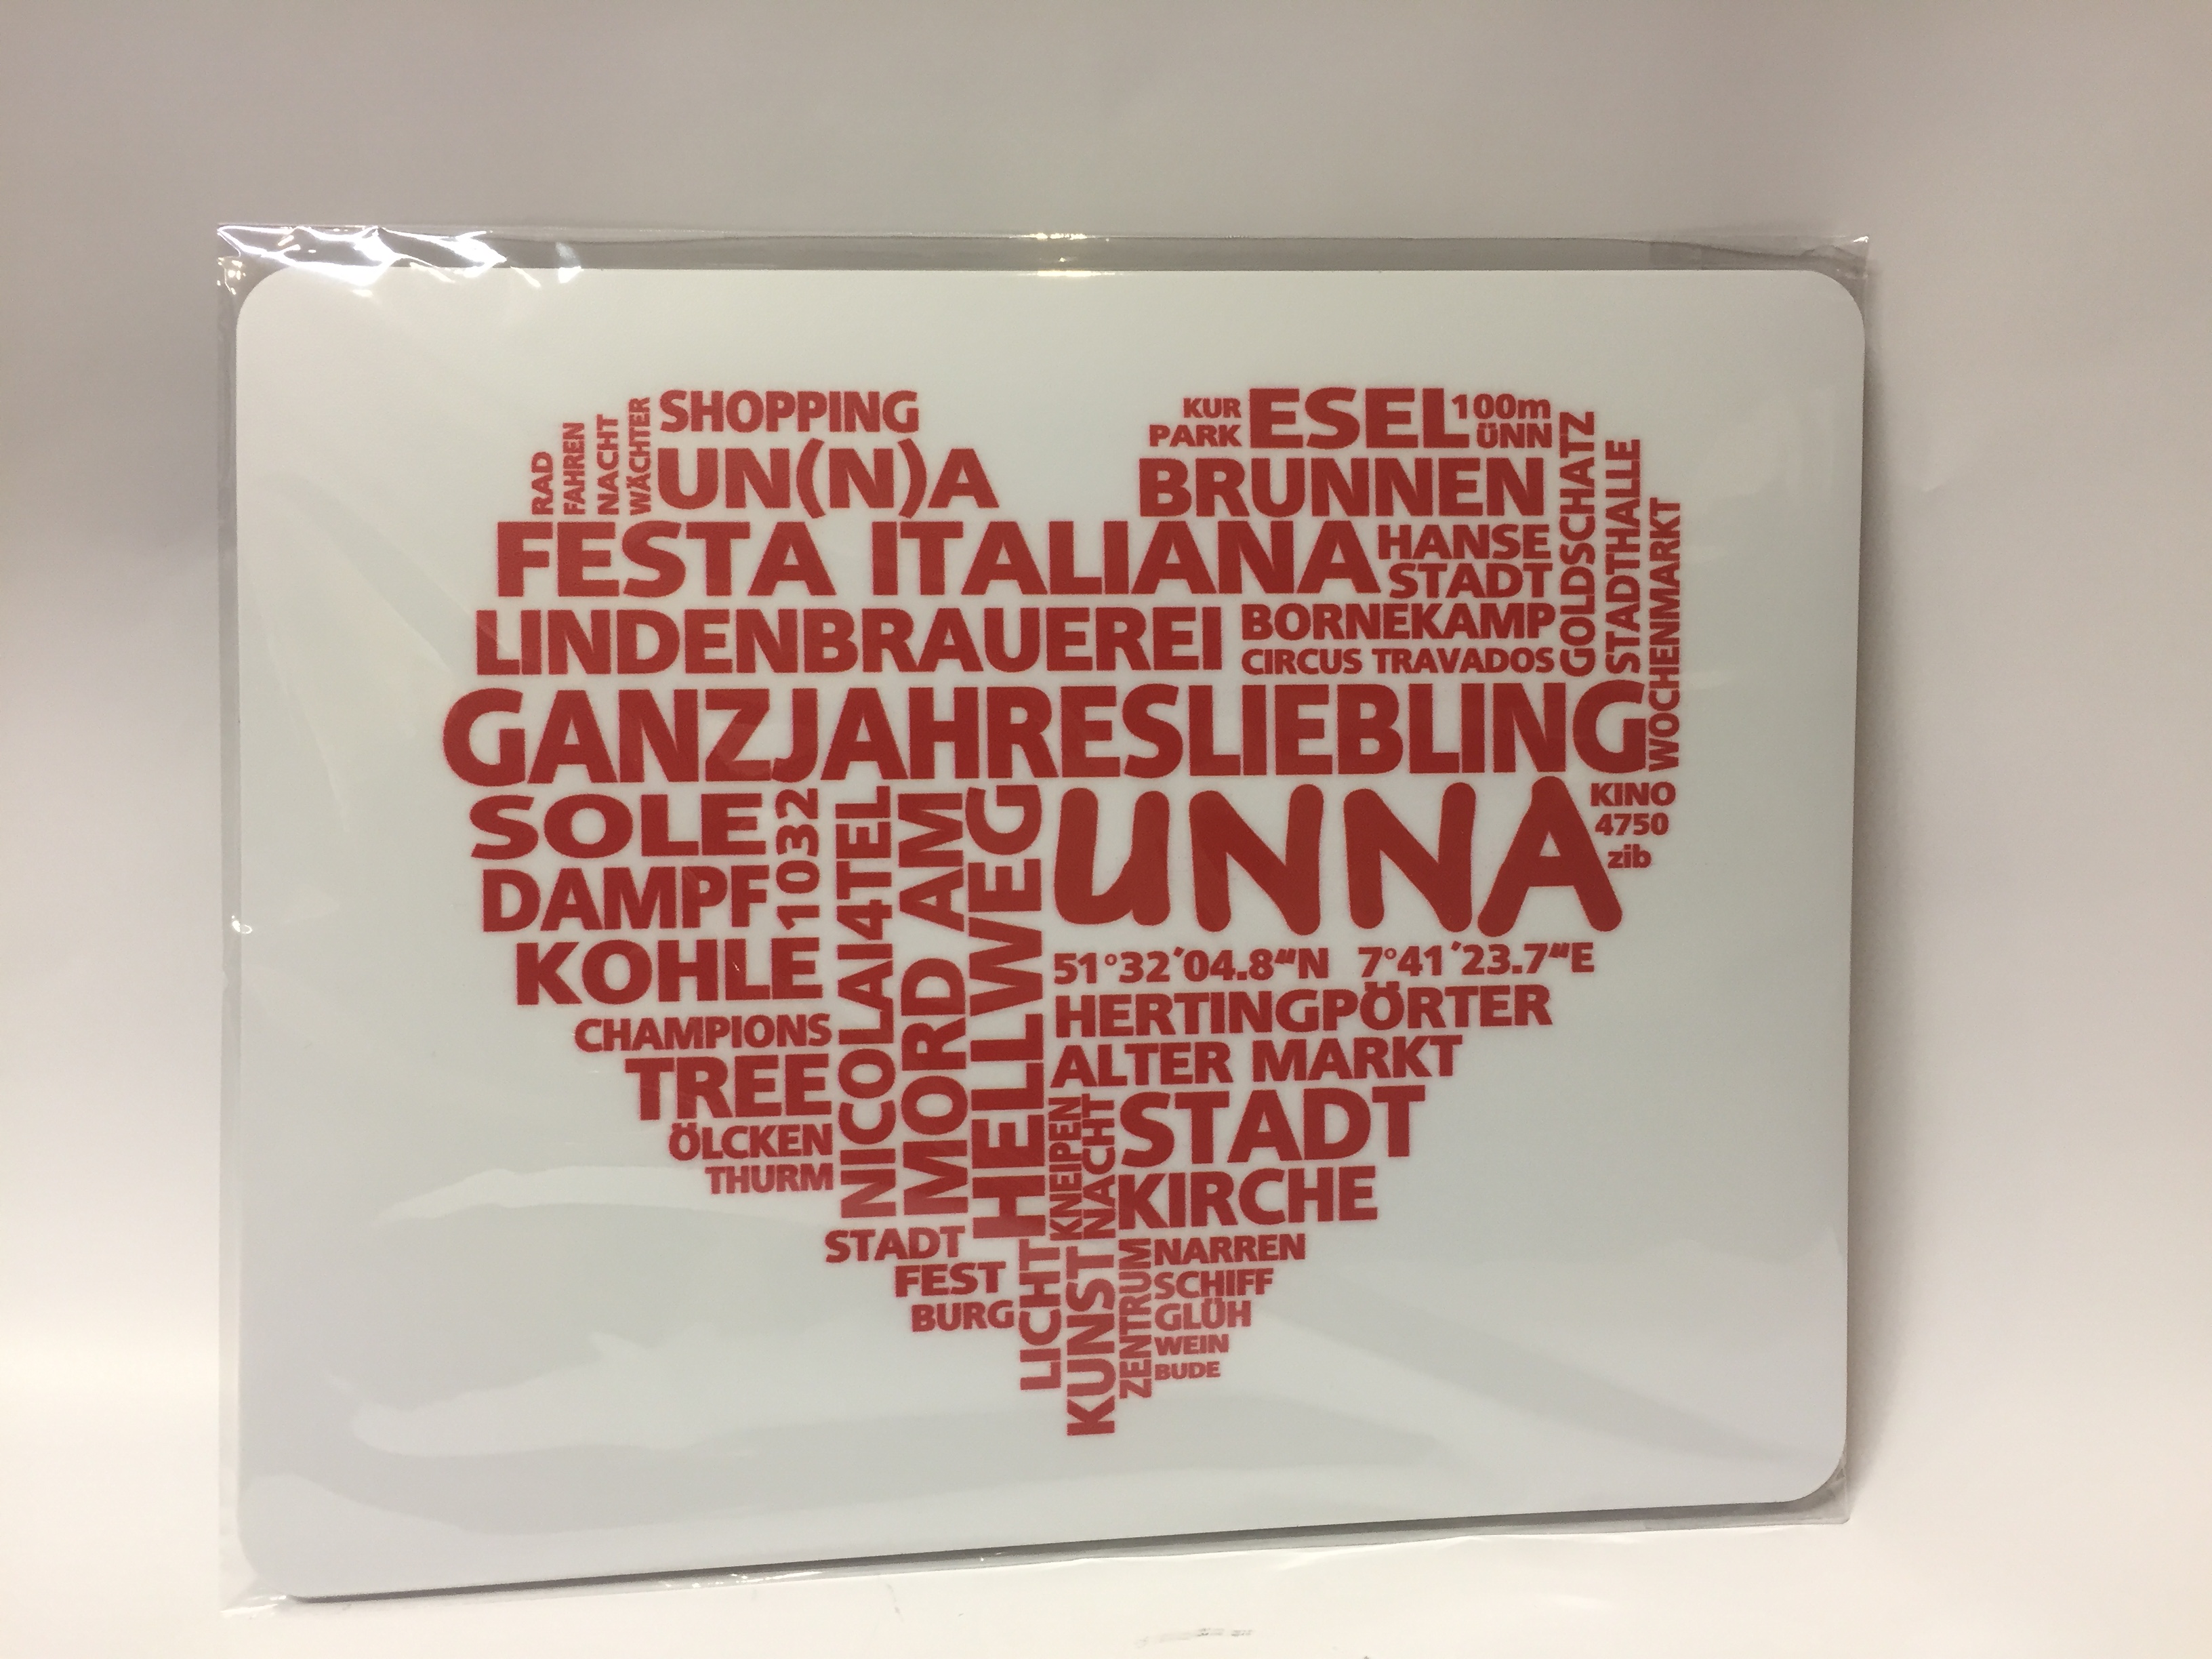 RAD
FAHREN
NACHT
WÄCHTER
SHOPPING
UN(N)A
KUR
PARK
ESEL
100m
ÜNN
BRUNNEN
FESTA ITALIANA
HANSE
STADT
GOLDSCHATZ
STADTHALLE
WOCHENMARKT
LINDENBRAUEREI
BORNEKAMP
CIRCUS TRAVADOS
GANZJAHRESLIEBLING
SOLE
DAMPF
KOHLE
1032
NICOLAI4TEL
MORD AM
HELLWEG
UNNA
KINO
4750
zib
51°32´04.8“N 7°41´23.7“E
HERTINGPÖRTER
ALTER MARKT
CHAMPIONS
TREE
ÖLCKEN
THURM
KNEIPEN
NACHT
STADT
KIRCHE
STADT
FEST
BURG
LICHT
KUNST
ZENTRUM
NARREN
SCHIFF
GLÜH
WEIN
BUDE